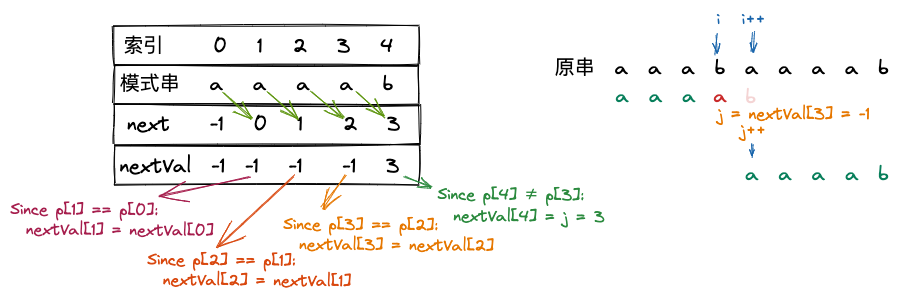 索引 0 1 2 3 4
模式串 a a a a b
next -1 0 1 2 3
nextVal -1 -1 -1 -1 3
Since p[1] == p[0]:
nextVal[1] = nextVal[0]
Since p[2] == p[1]:
nextVal[2] = nextVal[1]
Since p[3] == p[2]:
nextVal[3] = nextVal[2]
Since p[4] ≠ p[3]:
nextVal[4] = j = 3
i i++
原串 a a a b a a a a b
a a a a b
j = nextVal[3] = -1
j++
a a a a b